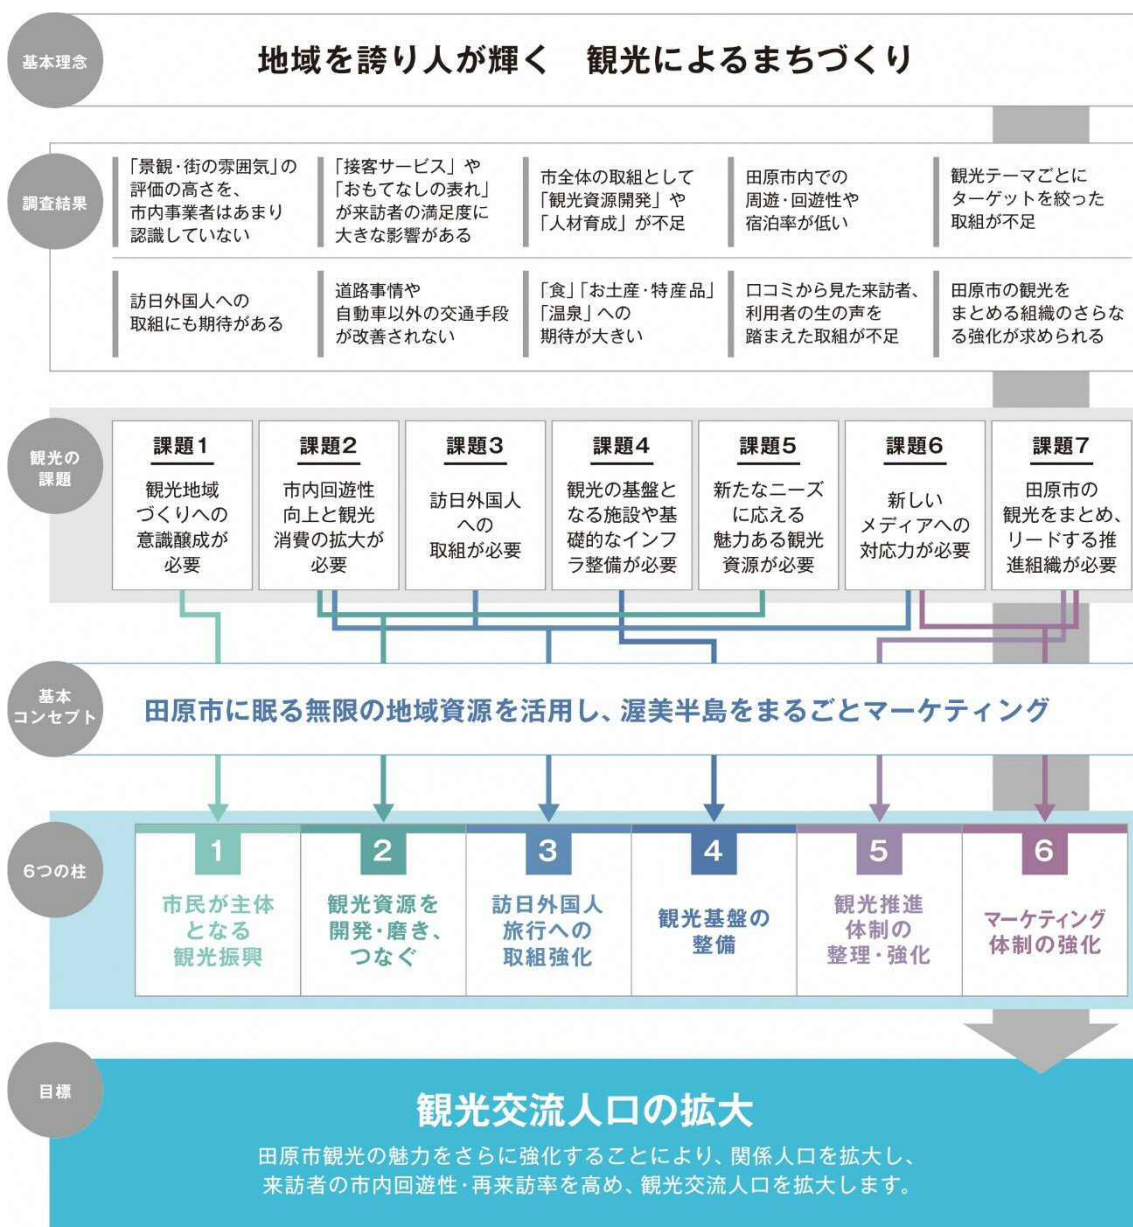 基本理念
地域を誇り人が輝く　観光によるまちづくり
調査結果
「景観・街の雰囲気」の
評価の高さを、
市内事業者はあまり
認識していない
「接客サービス」や
「おもてなしの表れ」
が来訪者の満足度に
大きな影響がある
市全体の取組として
「観光資源開発」や
「人材育成」が不足
田原市内での
周遊・回遊性や
宿泊率が低い
観光テーマごとに
ターゲットを絞った
取組が不足
訪日外国人への
取組にも期待がある
道路事情や
自動車以外の交通手段
が改善されない
「食」「お土産・特産品」
「温泉」への
期待が大きい
口コミから見た来訪者、
利用者の生の声を
踏まえた取組が不足
田原市の観光を
まとめる組織のさらな
る強化が求められる
観光の
課題
課題1
観光地域
づくりへの
意識醸成が
必要
課題2
市内回遊性
向上と観光
消費の拡大が
必要
課題3
訪日外国人
への
取組が必要
課題4
観光の基盤と
なる施設や基
礎的なインフ
ラ整備が必要
課題5
新たなニーズ
に応える
魅力ある観光
資源が必要
課題6
新しい
メディアへの
対応力が必要
課題7
田原市の
観光をまとめ、
リードする推
進組織が必要
基本
コンセプト
田原市に眠る無限の地域資源を活用し、渥美半島をまるごとマーケティング
6つの柱
1
市民が主体
となる
観光振興
2
観光資源を
開発・磨き、
つなぐ
3
訪日外国人
旅行への
取組強化
4
観光基盤の
整備
5
観光推進
体制の
整理・強化
6
マーケティング
体制の強化
目標
観光交流人口の拡大
田原市観光の魅力をさらに強化することにより、関係人口を拡大し、
来訪者の市内回遊性・再来訪率を高め、観光交流人口を拡大します。